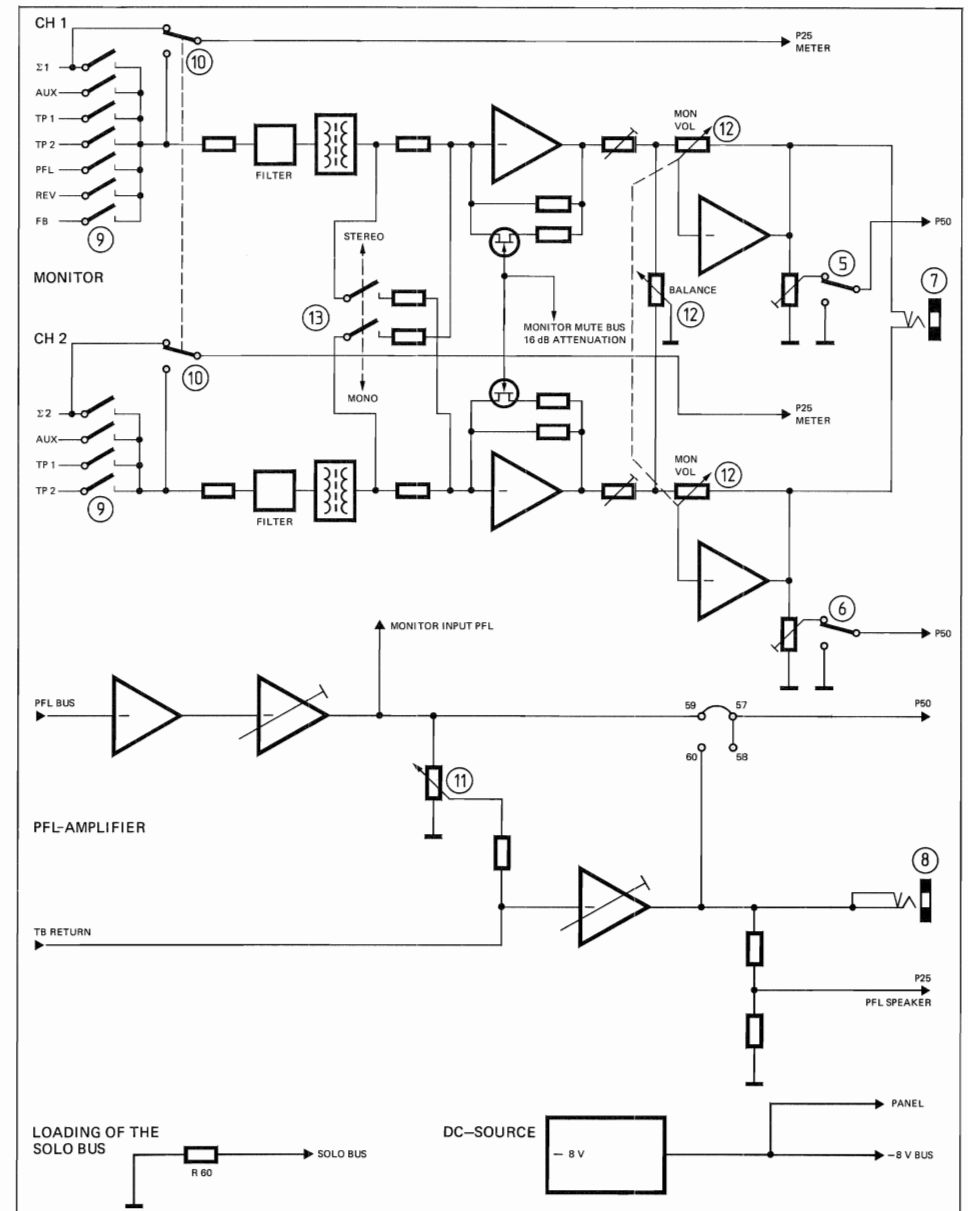 CH 1
P25
METER
10
Σ1
AUX
TP 1
TP 2
PFL
REV
FB
9
FILTER
MON
VOL
12
P50
MONITOR
STEREO
13
MONO
MONITOR MUTE BUS
16 dB ATTENUATION
BALANCE
12
5
7
CH 2
10
P25
METER
Σ2
AUX
TP 1
TP 2
9
FILTER
MON
VOL
12
6
P50
MONITOR INPUT PFL
PFL BUS
59
57
P50
60
58
11
PFL-AMPLIFIER
8
TB RETURN
P25
PFL SPEAKER
LOADING OF THE
SOLO BUS
R 60
SOLO BUS
DC-SOURCE
- 8 V
PANEL
-8 V BUS